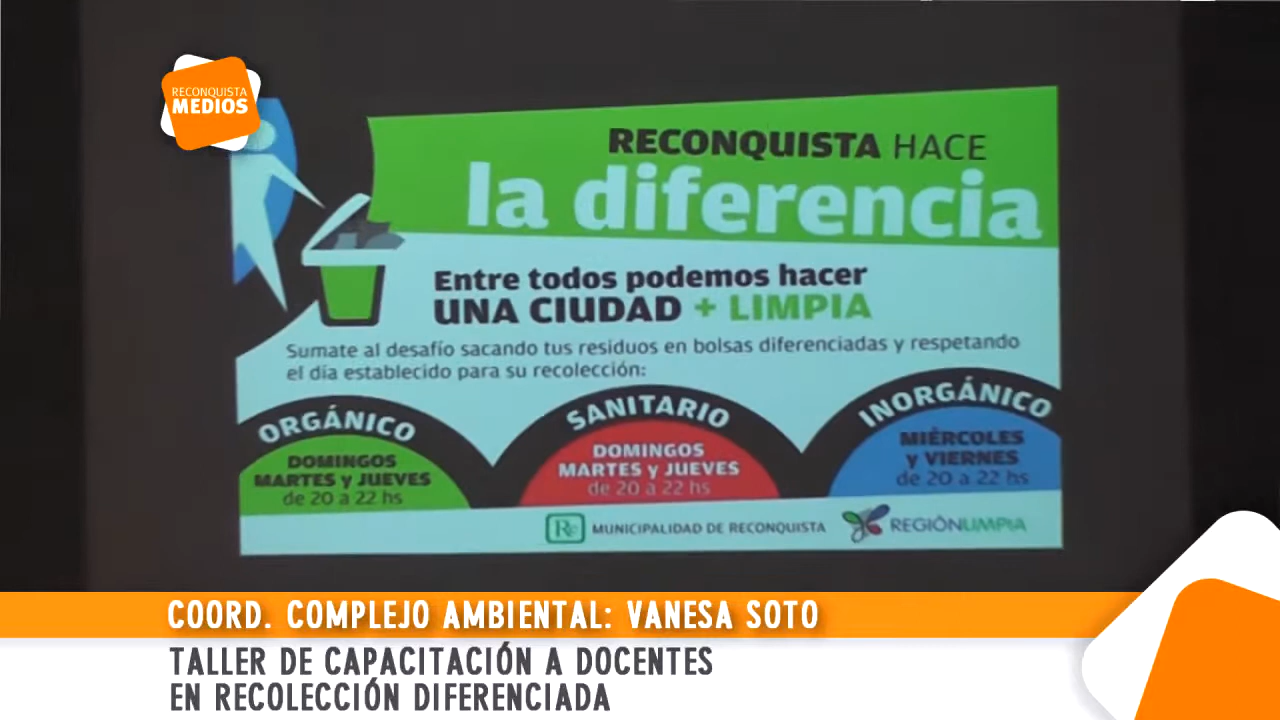 RECONQUISTA
MEDIOS
RECONQUISTA HACE
la diferencia
Entre todos podemos hacer
UNA CIUDAD + LIMPIA
Sumate al desafío sacando tus residuos en bolsas diferenciadas y respetando
el día establecido para su recolección:
ORGÁNICO
DOMINGOS
MARTES y JUEVES
de 20 a 22 hs
SANITARIO
DOMINGOS
MARTES y JUEVES
de 20 a 22 hs
INORGÁNICO
MIÉRCOLES
y VIERNES
de 20 a 22 hs
Rc MUNICIPALIDAD DE RECONQUISTA REGIÓNLIMPIA
COORD. COMPLEJO AMBIENTAL: VANESA SOTO
TALLER DE CAPACITACIÓN A DOCENTES
EN RECOLECCIÓN DIFERENCIADA